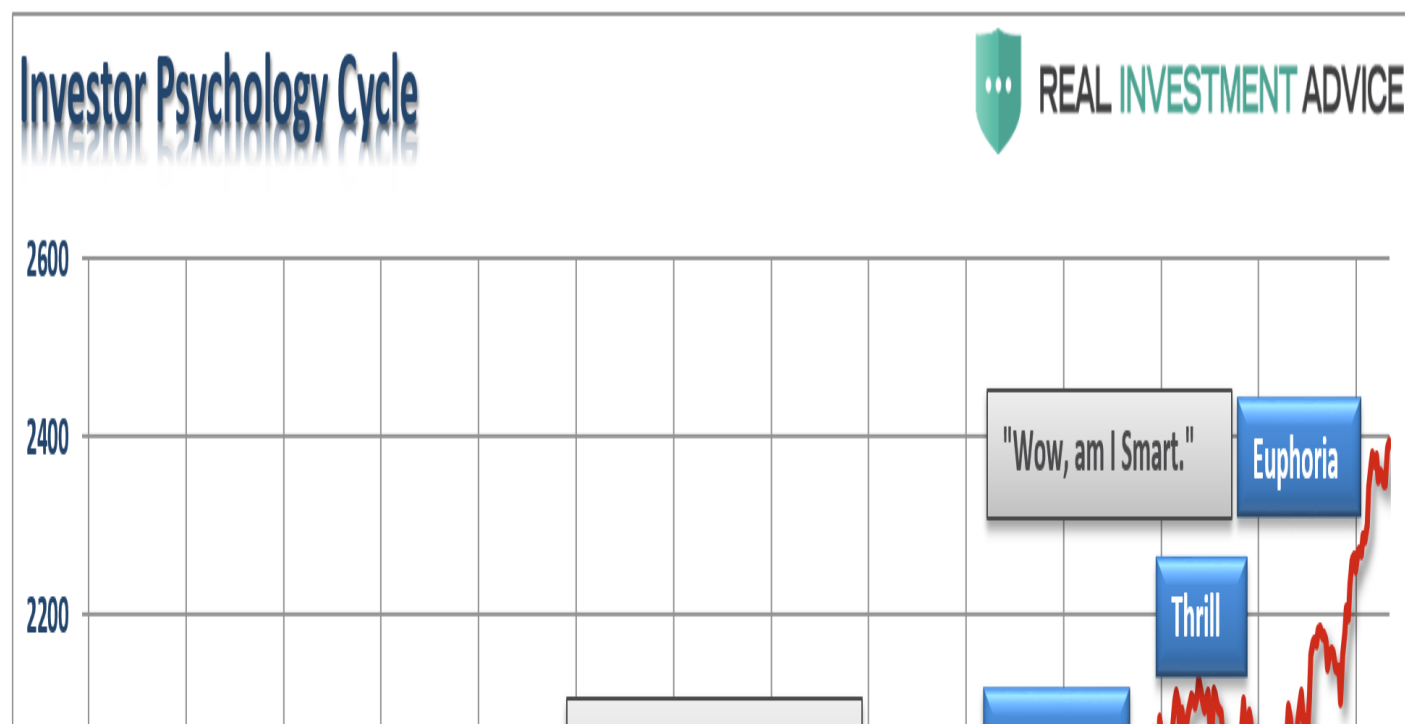 Investor Psychology Cycle
REAL INVESTMENT ADVICE
2600
2400
"Wow, am I Smart."
Euphoria
2200
Thrill